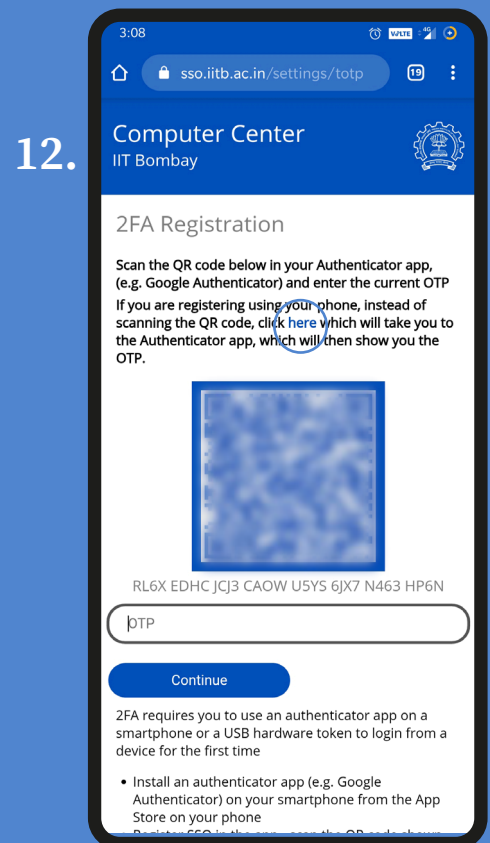 3:08
VoLTE 4G
sso.iitb.ac.in/settings/totp
19
12.
Computer Center
IIT Bombay
2FA Registration
Scan the QR code below in your Authenticator app,
(e.g. Google Authenticator) and enter the current OTP
If you are registering using your phone, instead of
scanning the QR code, click here which will take you to
the Authenticator app, which will then show you the
OTP.
RL6X EDHC JCJ3 CAOW U5YS 6JX7 N463 HP6N
OTP
Continue
2FA requires you to use an authenticator app on a
smartphone or a USB hardware token to login from a
device for the first time
• Install an authenticator app (e.g. Google
Authenticator) on your smartphone from the App
Store on your phone